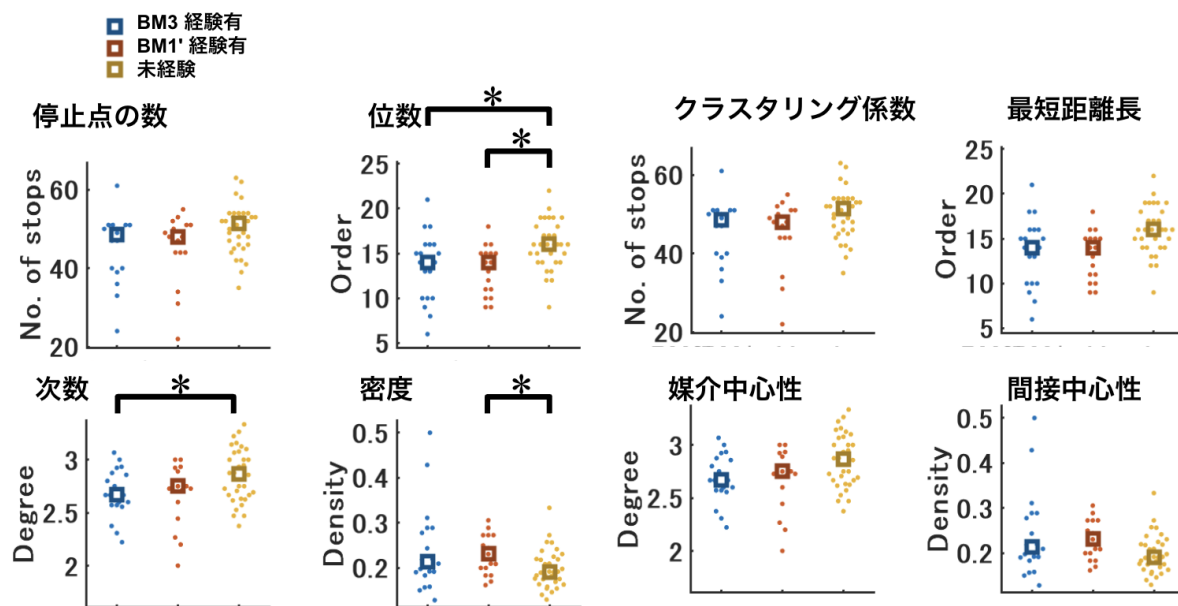 BM3 経験有
BM1' 経験有
未経験
停止点の数
No. of stops
60
40
20
位数
*
*
Order
25
20
15
10
5
クラスタリング係数
No. of stops
60
40
20
最短距離長
Order
25
20
15
10
5
次数
*
Degree
3
2.5
2
密度
*
Density
0.5
0.4
0.3
0.2
媒介中心性
Degree
3
2.5
2
間接中心性
Density
0.5
0.4
0.3
0.2